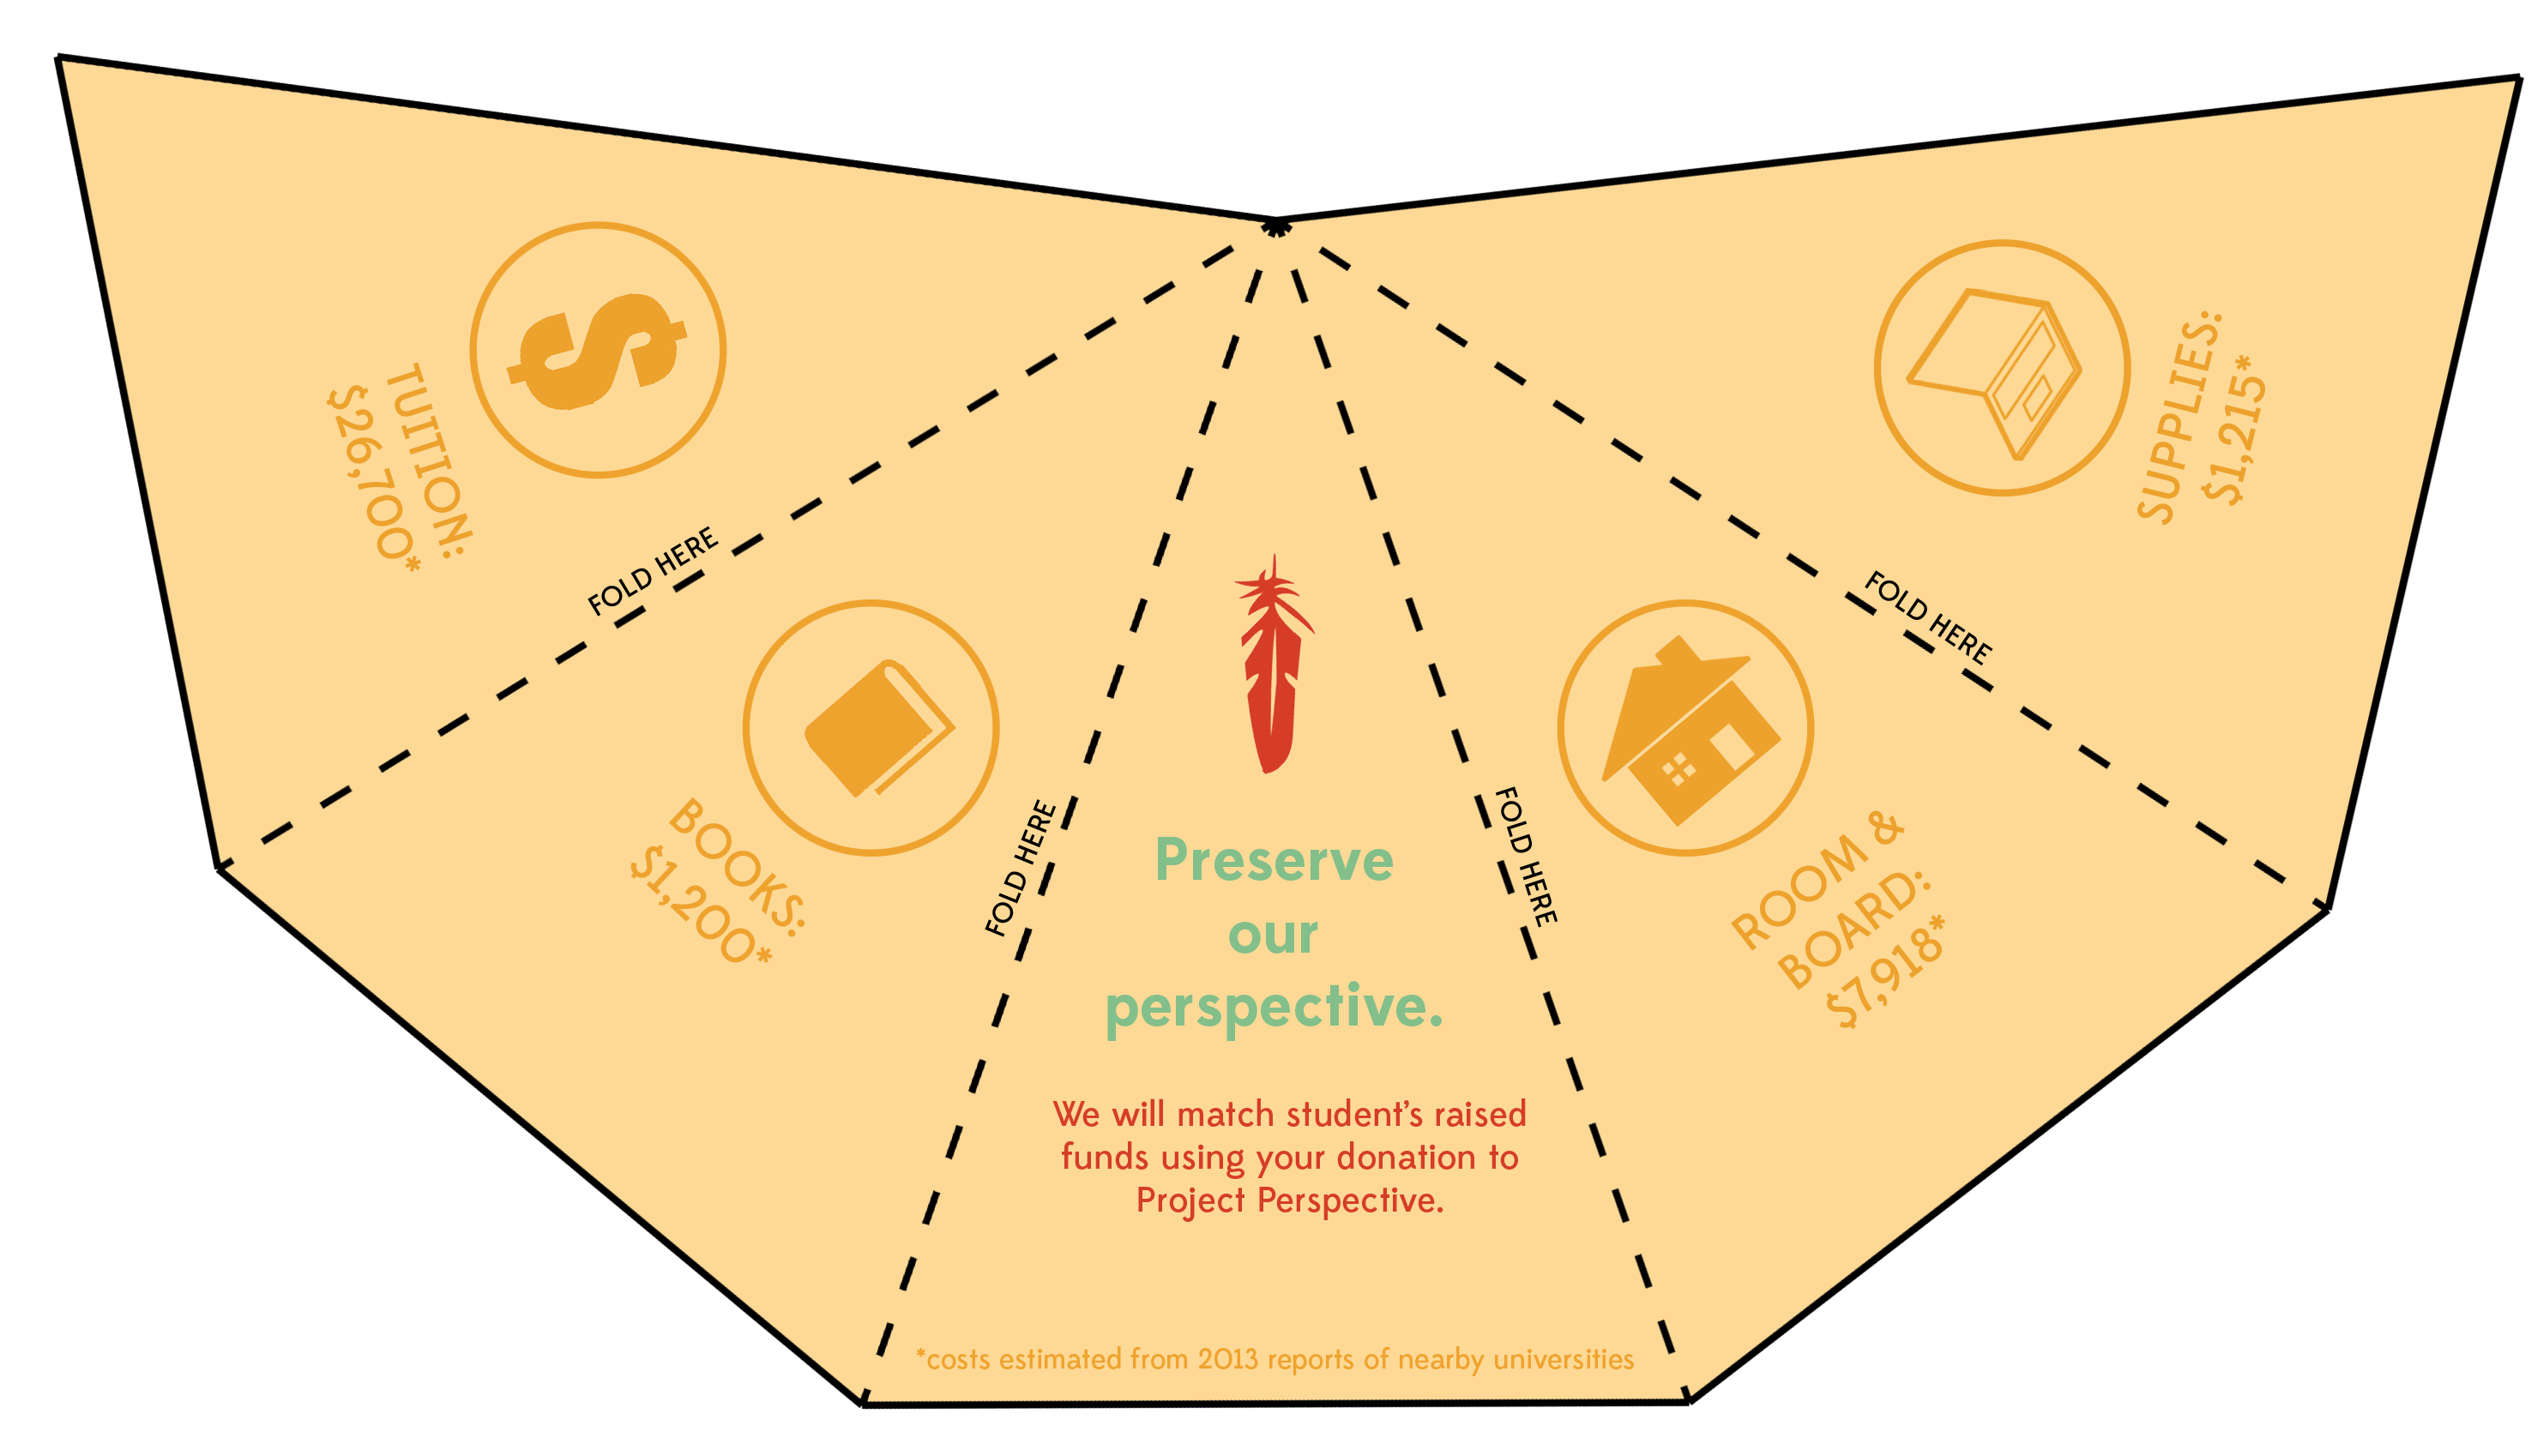 TUITION:
$26,700*
FOLD HERE
BOOKS:
$1,200*
FOLD HERE
Preserve
our
perspective.
We will match student's raised
funds using your donation to
Project Perspective.
*costs estimated from 2013 reports of nearby universities
FOLD HERE
ROOM &
BOARD:
$7,918*
FOLD HERE
SUPPLIES:
$1,215*